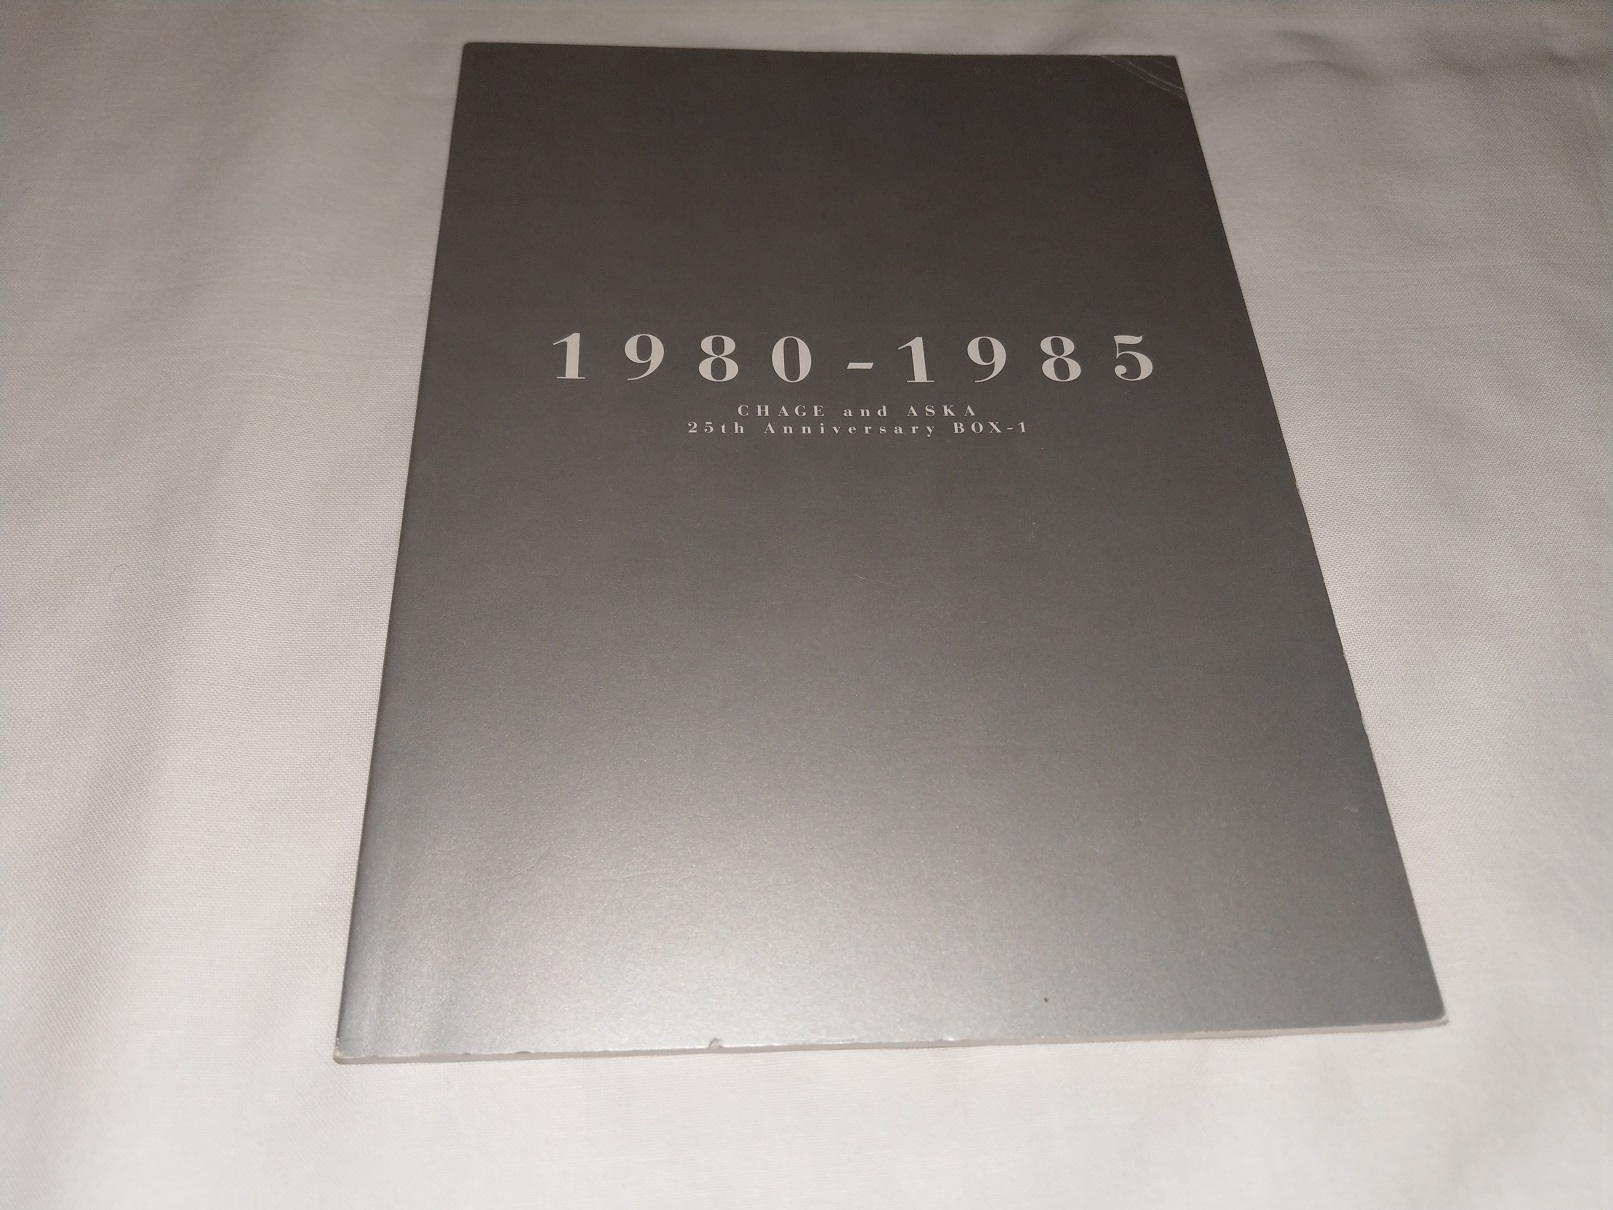 1980-1985
CHAGE and ASKA
25th Anniversary BOX-1